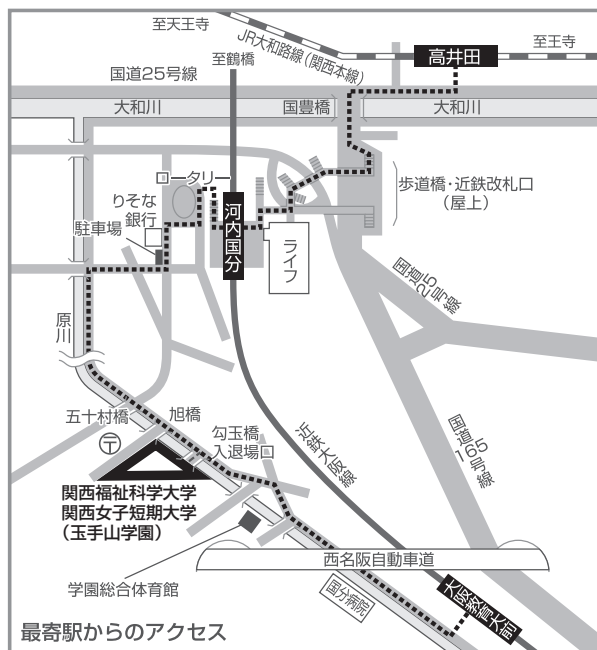 至天王寺
JR大和路線(関西本線)
高井田
至王寺
至鶴橋
国道25号線
大和川
国豊橋
大和川
ロータリー
りそな
銀行
駐車場
河内国分
ライフ
歩道橋・近鉄改札口
(屋上)
国道25号線
原川
五十村橋
旭橋
勾玉橋
入退場口
近鉄大阪線
国道165号線
〒
関西福祉科学大学
関西女子短期大学
(玉手山学園)
西名阪自動車道
学園総合体育館
国分病院
大阪教育大前
最寄駅からのアクセス